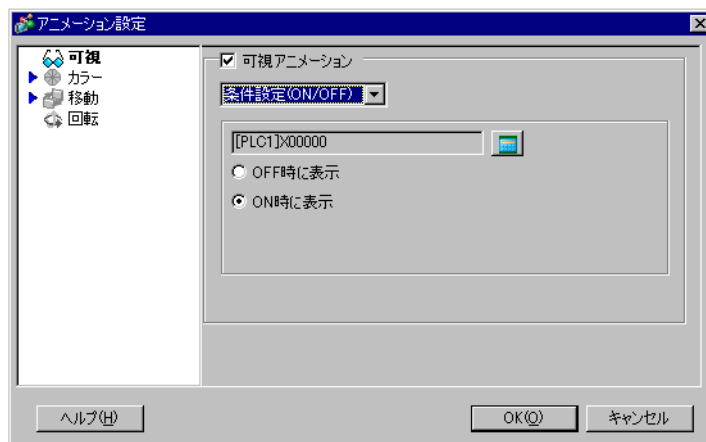 アニメーション設定
可視
カラー
移動
回転
可視アニメーション
条件設定(ON/OFF)
[PLC1]X00000
OFF時に表示
ON時に表示
ヘルプ(H)
OK(O)
キャンセル